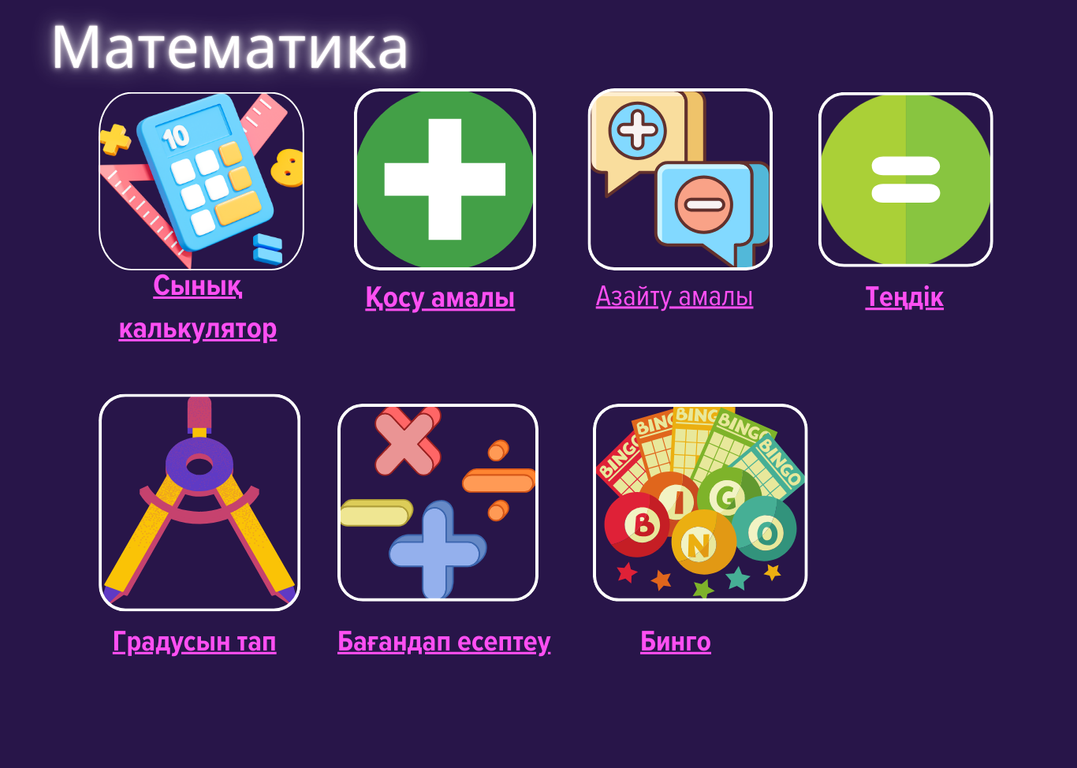 Математика
10
8
Сынық
калькулятор
Қосу амалы
Азайту амалы
Теңдік
BINGO
BINGO
BINGO
BINGO
BINGO
B I N G O
Градусын тап
Бағандап есептеу
Бинго